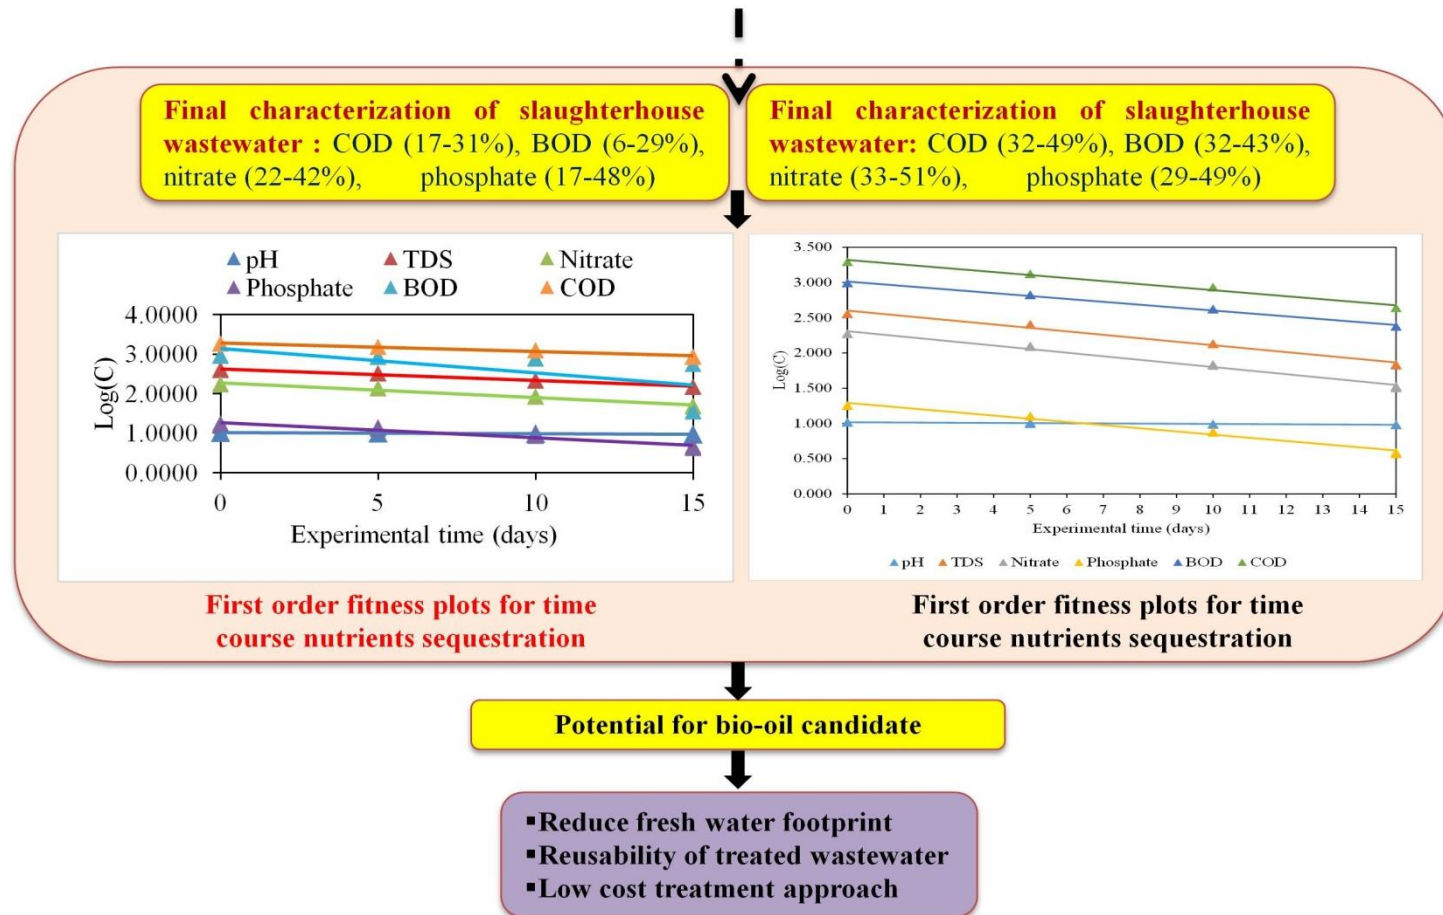 Final characterization of slaughterhouse
wastewater : COD (17-31%), BOD (6-29%),
nitrate (22-42%), phosphate (17-48%)
Final characterization of slaughterhouse
wastewater: COD (32-49%), BOD (32-43%),
nitrate (33-51%), phosphate (29-49%)
pH TDS Nitrate
Phosphate BOD COD
4.0000
3.0000
2.0000
1.0000
0.0000
Log(C)
0 5 10 15
Experimental time (days)
3.500
3.000
2.500
2.000
1.500
1.000
0.500
0.000
Log(C)
0 1 2 3 4 5 6 7 8 9 10 11 12 13 14 15
Experimental time (days)
pH TDS Nitrate Phosphate BOD COD
First order fitness plots for time
course nutrients sequestration
First order fitness plots for time
course nutrients sequestration
Potential for bio-oil candidate
▪Reduce fresh water footprint
▪Reusability of treated wastewater
▪Low cost treatment approach